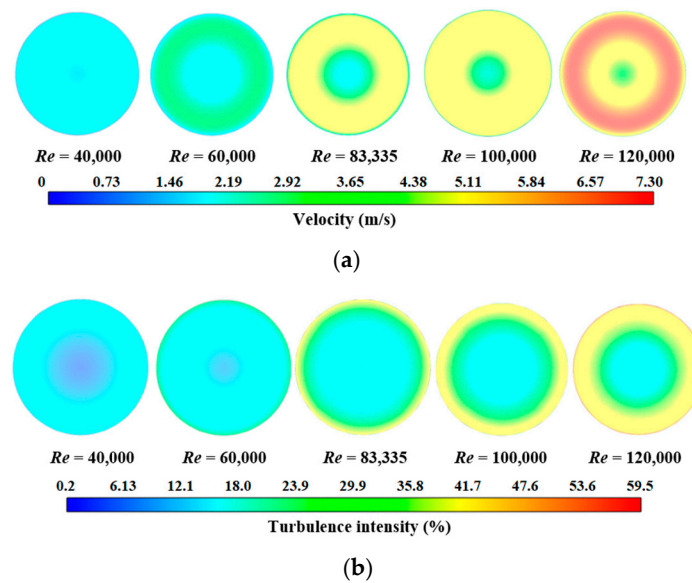 Re = 40,000 Re = 60,000 Re = 83,335 Re = 100,000 Re = 120,000
0 0.73 1.46 2.19 2.92 3.65 4.38 5.11 5.84 6.57 7.30
Velocity (m/s)
(a)
Re = 40,000 Re = 60,000 Re = 83,335 Re = 100,000 Re = 120,000
0.2 6.13 12.1 18.0 23.9 29.9 35.8 41.7 47.6 53.6 59.5
Turbulence intensity (%)
(b)